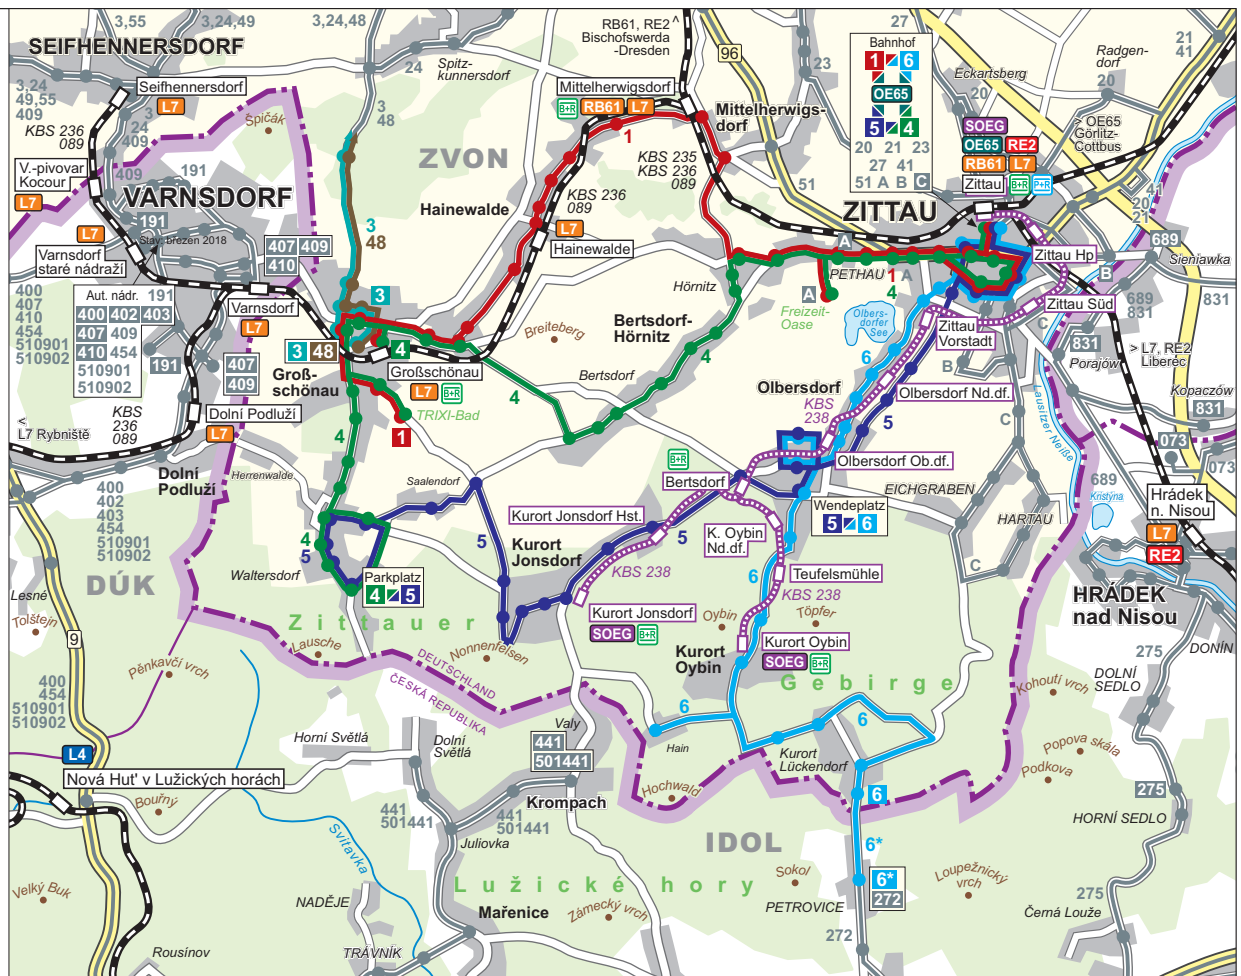 3,55
3,24,48
3,24,48
SEIFHENNERSDORF
24
Spitz-
kunnersdorf
RB61, RE2 ^
Bischofswerda
-Dresden
96
27
23
Bahnhof
1 6
OE65
5 4
20 21 23
27 41
51 A B C
Radgen-
dorf
21
41
Eckartsberg
20
20
> OE65
Görlitz-
Cottbus
Seifhennersdorf
L7
3,24
49,55
409
KBS 236
089
3
24
409
Špičák
3
48
ZVON
Mittelherwigsdorf
B+R RB61 L7
Mittelherwigs-
dorf
1
KBS 235
KBS 236
089
SOEG
OE65 RE2
RB61 L7
Zittau B+R P+R
51
V.-pivovar
Kocour
L7
409
191
VARNSDORF
191
Stav: březen 2018
Hainewalde
KBS 236
089
L7
Hainewalde
ZITTAU
41
20
21
L7
Varnsdorf
staré nádraží
407 409
410
3
48
A
PETHAU
1 A
4
Zittau Hp
689
B
Sieniawka
400
407
410
454
510901
510902
Aut. nádr. 191
400 402 403
407 409
410 454
510901
510902
Varnsdorf
L7
191
407
409
3
Hörnitz
A
Freizeit-
Oase
Zittau Süd
689
831
831
Breiteberg
Bertsdorf-
Hörnitz
Olbers-
dorfer
See
Zittau
Vorstadt
C
831
3 48
4
Groß-
schönau
Großschönau
L7 B+R
TRIXI-Bad
1
Bertsdorf
4
4
6
B
Porajów
> L7, RE2
Liberec
Kopaczów
831
KBS
236
089
<
L7 Rybniště
Dolní Podluží
L7
Olbersdorf
KBS
238
Olbersdorf Nd.df.
5
C
Lausitzer Neiße
073
073
4
Dolní
Podluží
Herrenwalde
Saalendorf
B+R
Bertsdorf
Olbersdorf Ob.df.
EICHGRABEN
689
Kristýna
Hrádek
n. Nisou
L7
RE2
400
402
403
454
510901
510902
4
5
Kurort Jonsdorf Hst.
5
Kurort
Jonsdorf
5
K. Oybin
Nd.df.
Wendeplatz
5 6
HARTAU
DÚK
Waltersdorf
Parkplatz
4 5
KBS 238
6
Teufelsmühle
KBS 238
C
HRÁDEK
nad Nisou
Lesné
Tolštejn
9
Zittauer
Lausche
Nonnenfelsen
Kurort Jonsdorf
SOEG B+R
Oybin
Töpfer
Kurort Oybin
SOEG B+R
Kurort
Oybin
275
DONÍN
Pěnkavčí vrch
DEUTSCHLAND
ČESKÁ REPUBLIKA
Gebirge
DOLNÍ
SEDLO
Kohoutí vrch
400
454
510901
510902
L4
Horní Světlá
Dolní
Světlá
Valy
441
501441
6
Hain
6
Kurort
Lückendorf
Popova skála
Podkova
Nová Hut' v Lužických horách
Bouřný
Krompach
Hochwald
6
275
441
501441
441
501441
Svitavka
Juliovka
IDOL
6*
HORNÍ SEDLO
Velký Buk
Lužické hory
Sokol
6*
272
Loupežnický
vrch
275
NADĚJE
Mařenice
Zámecký vrch
PETROVICE
Černá Louže
Rousínov
TRÁVNÍK
272